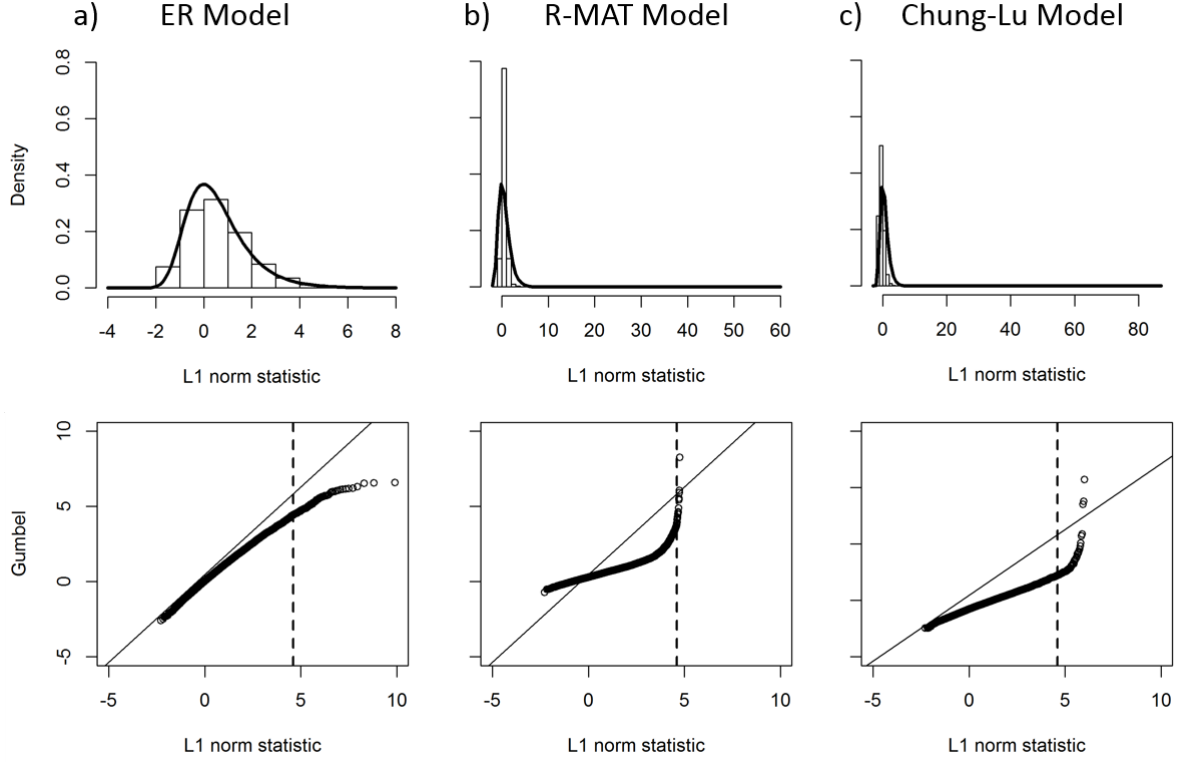 a) ER Model b) R-MAT Model c) Chung-Lu Model
Density
0.8
0.6
0.4
0.2
0.0
-4 -2 0 2 4 6 8
0 10 20 30 40 50 60
0 20 40 60 80
L1 norm statistic L1 norm statistic L1 norm statistic
Gumbel
10
5
0
-5
-5 0 5 10
-5 0 5 10
-5 0 5 10
L1 norm statistic L1 norm statistic L1 norm statistic